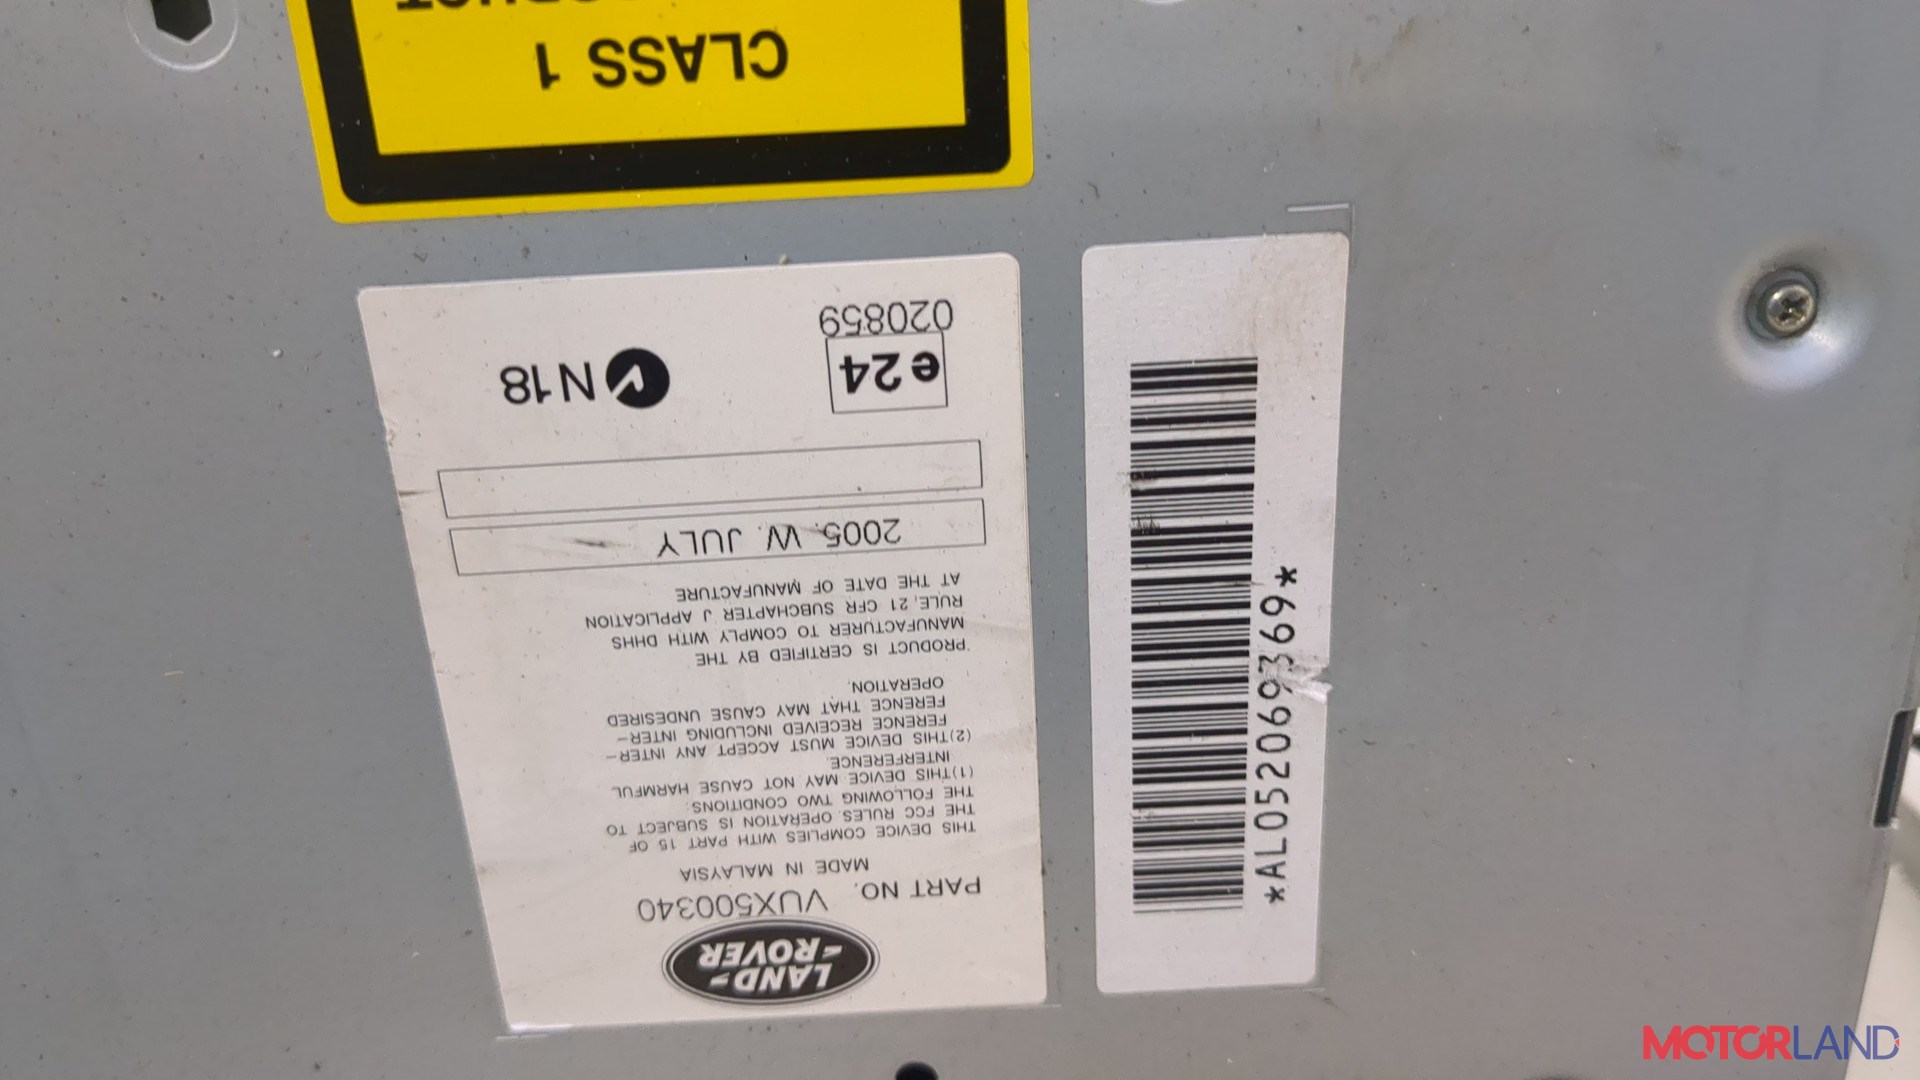 LAND-
-ROVER
PART NO. VUX500340
MADE IN MALAYSIA
THIS DEVICE COMPLIES WITH PART 15 OF
THE FCC RULES. OPERATION IS SUBJECT TO
THE FOLLOWING TWO CONDITIONS:
(1)THIS DEVICE MAY NOT CAUSE HARMFUL
INTERFERENCE.
(2)THIS DEVICE MUST ACCEPT ANY INTER-
FERENCE RECEIVED INCLUDING INTER-
FERENCE THAT MAY CAUSE UNDESIRED
OPERATION.
PRODUCT IS CERTIFIED BY THE
MANUFACTURER TO COMPLY WITH DHHS
RULE, 21 CFR SUBCHAPTER J APPLICATION
AT THE DATE OF MANUFACTURE
2005. W. JULY
e24
020859
N18
*AL052069369*
CLASS 1
MOTORLAND